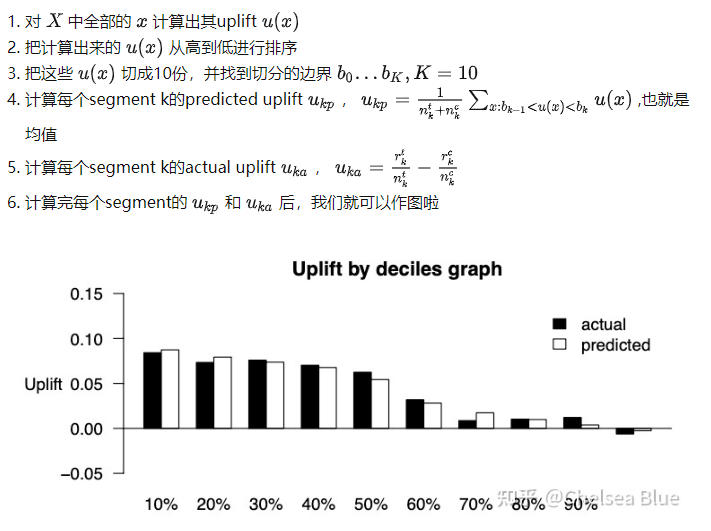 1. 对 X 中全部的 x 计算出其uplift u(x)
2. 把计算出来的 u(x) 从高到低进行排序
3. 把这些 u(x) 切成10份，并找到切分的边界 b_0 … b_K, K = 10
4. 计算每个segment k的predicted uplift u_{kp} ， u_{kp} = \frac{1}{n_k^t+n_k^c} \sum_{x:b_{k-1}<u(x)<b_k} u(x) ,也就是
均值
5. 计算每个segment k的actual uplift u_{ka} ， u_{ka} = \frac{r_k^t}{n_k^t} - \frac{r_k^c}{n_k^c}
6. 计算完每个segment的 u_{kp} 和 u_{ka} 后，我们就可以作图啦
Uplift by deciles graph
0.15
0.10
0.05
0.00
−0.05
Uplift
actual
predicted
10% 20% 30% 40% 50% 60% 70% 80% 90%
知乎 @Chelsea Blue